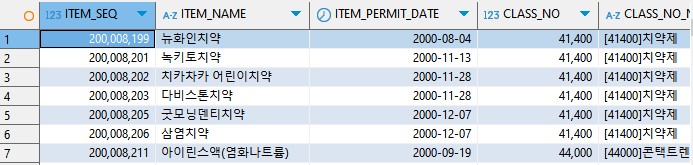 123 ITEM_SEQ A-Z ITEM_NAME ITEM_PERMIT_DATE 123 CLASS_NO A-Z CLASS_NO_
1 200,008,199 뉴화인치약 2000-08-04 41,400 [41400]치약제
2 200,008,201 녹키토치약 2000-11-13 41,400 [41400]치약제
3 200,008,202 치카차카 어린이치약 2000-11-28 41,400 [41400]치약제
4 200,008,203 다비스톤치약 2000-11-28 41,400 [41400]치약제
5 200,008,205 굿모닝덴티치약 2000-12-07 41,400 [41400]치약제
6 200,008,206 삼염치약 2000-12-07 41,400 [41400]치약제
7 200,008,211 아이린스액(염화나트륨) 2000-09-19 44,000 [44000]콘택트렌